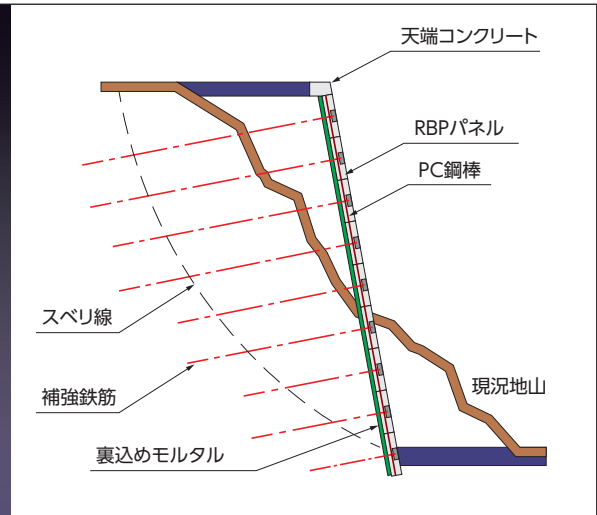 天端コンクリート
RBPパネル
PC鋼棒
スベリ線
補強鉄筋
現況地山
裏込めモルタル